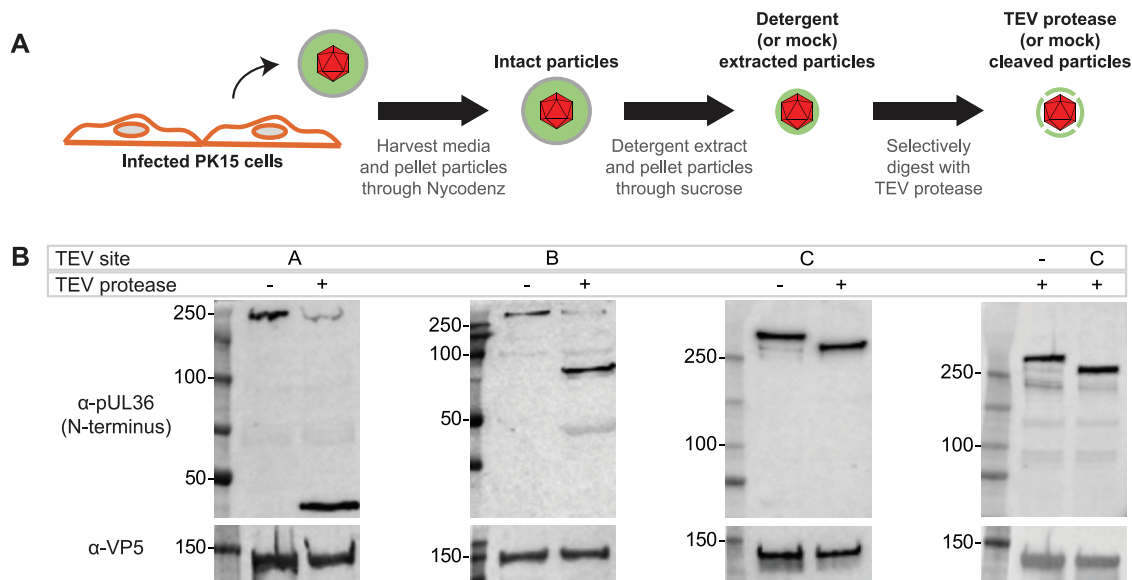 A
Infected PK15 cells
Harvest media
and pellet particles
through Nycodenz
Intact particles
Detergent extract
and pellet particles
through sucrose
Detergent
(or mock)
extracted particles
Selectively
digest with
TEV protease
TEV protease
(or mock)
cleaved particles
B
TEV site A B C - C
TEV protease - + - + - + + +
α-pUL36
(N-terminus)
250
100
50
250
100
50
250
100
250
100
α-VP5
150
150
150
150